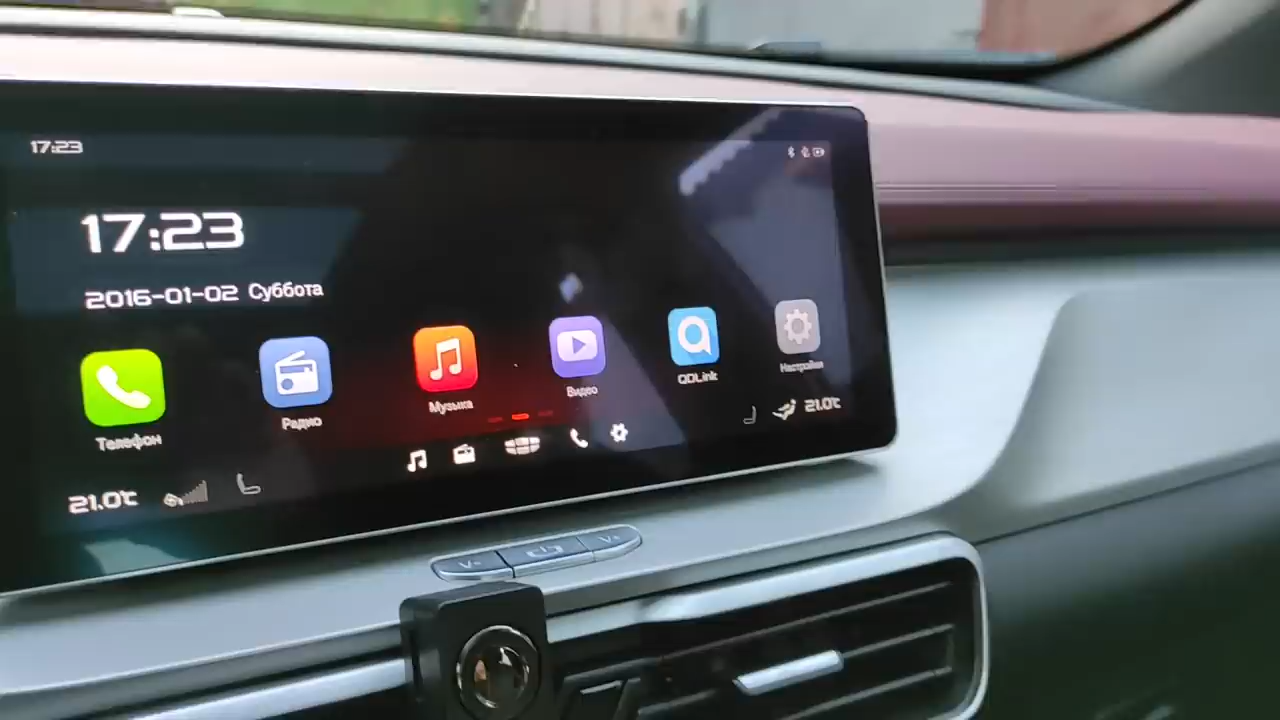 17:23
17:23
2016-01-02 Суббота
Телефон
Радио
Музыка
Видео
QDLink
Настройки
21.0℃
21.0℃
V-
V+